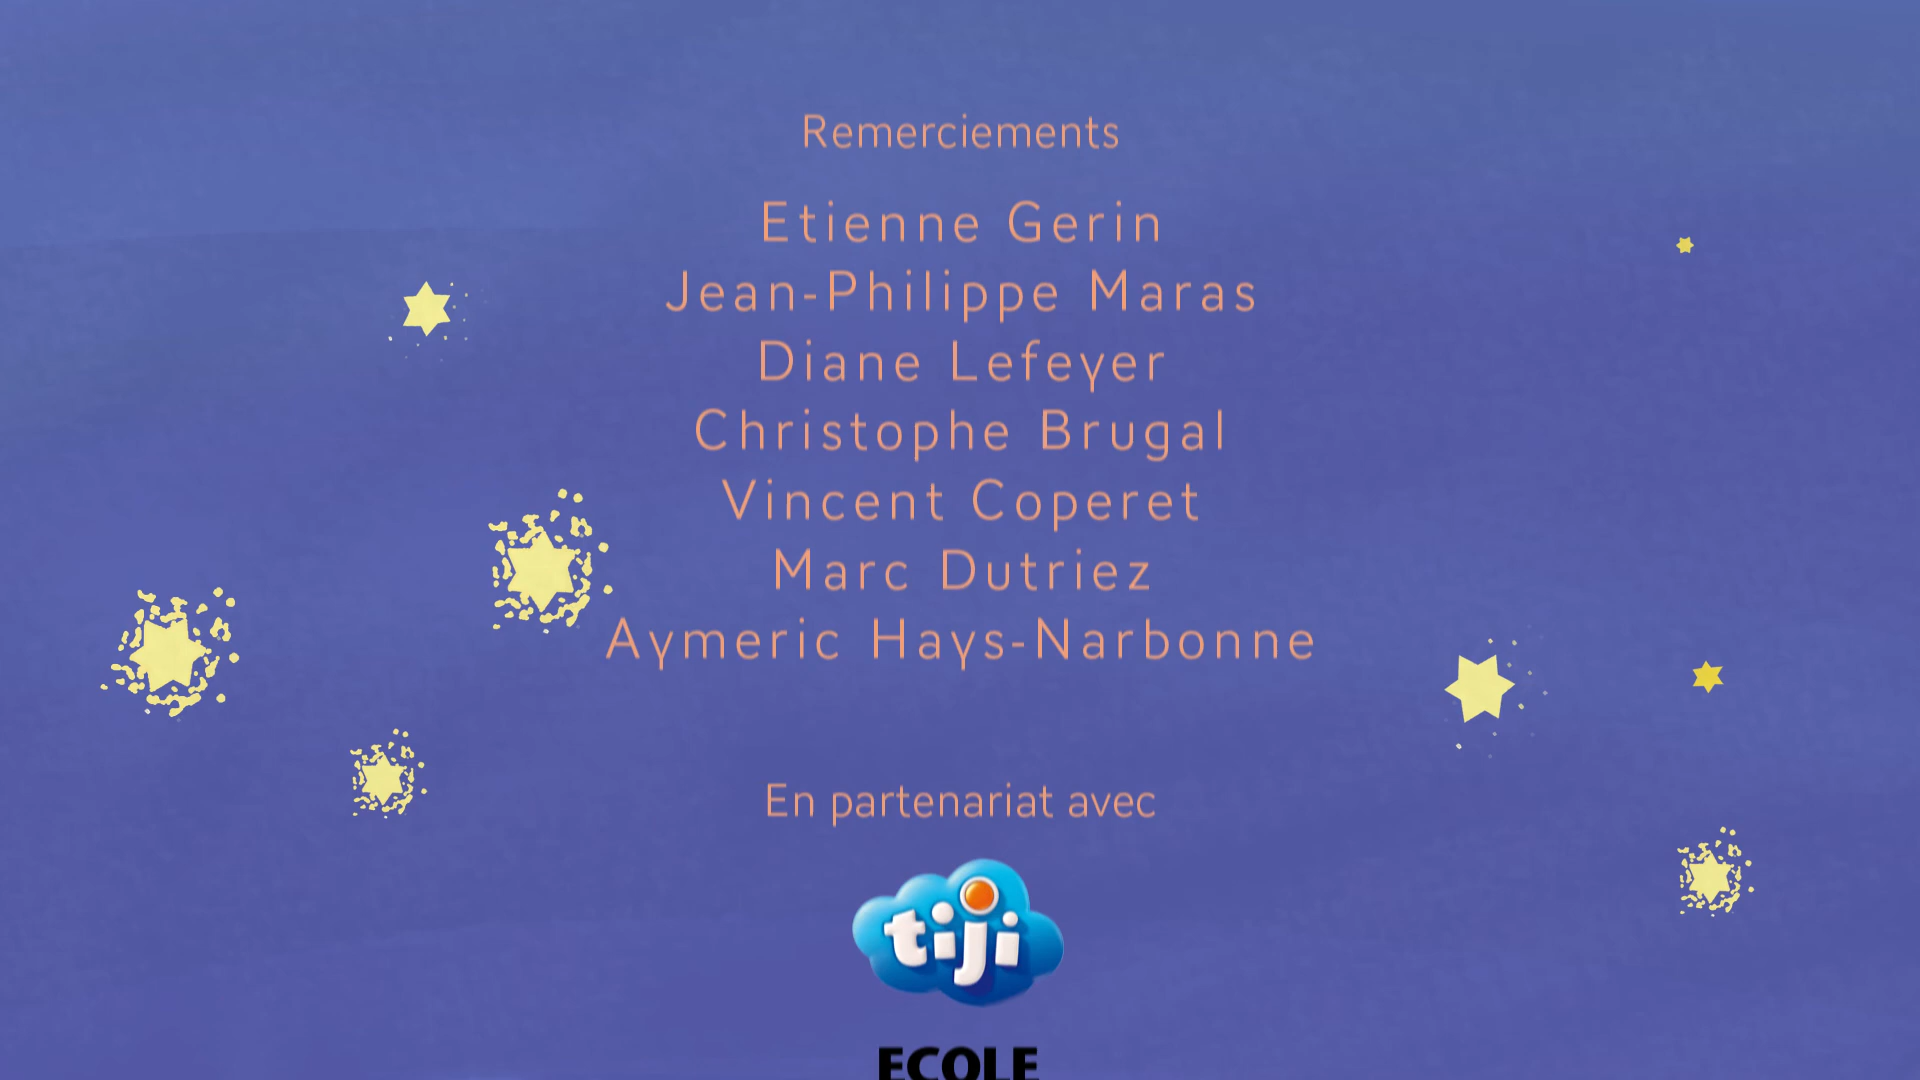 Remerciements
Etienne Gerin
Jean-Philippe Maras
Diane Lefeyer
Christophe Brugal
Vincent Coperet
Marc Dutriez
Aymeric Hays-Narbonne
En partenariat avec
tiji
ECOLE